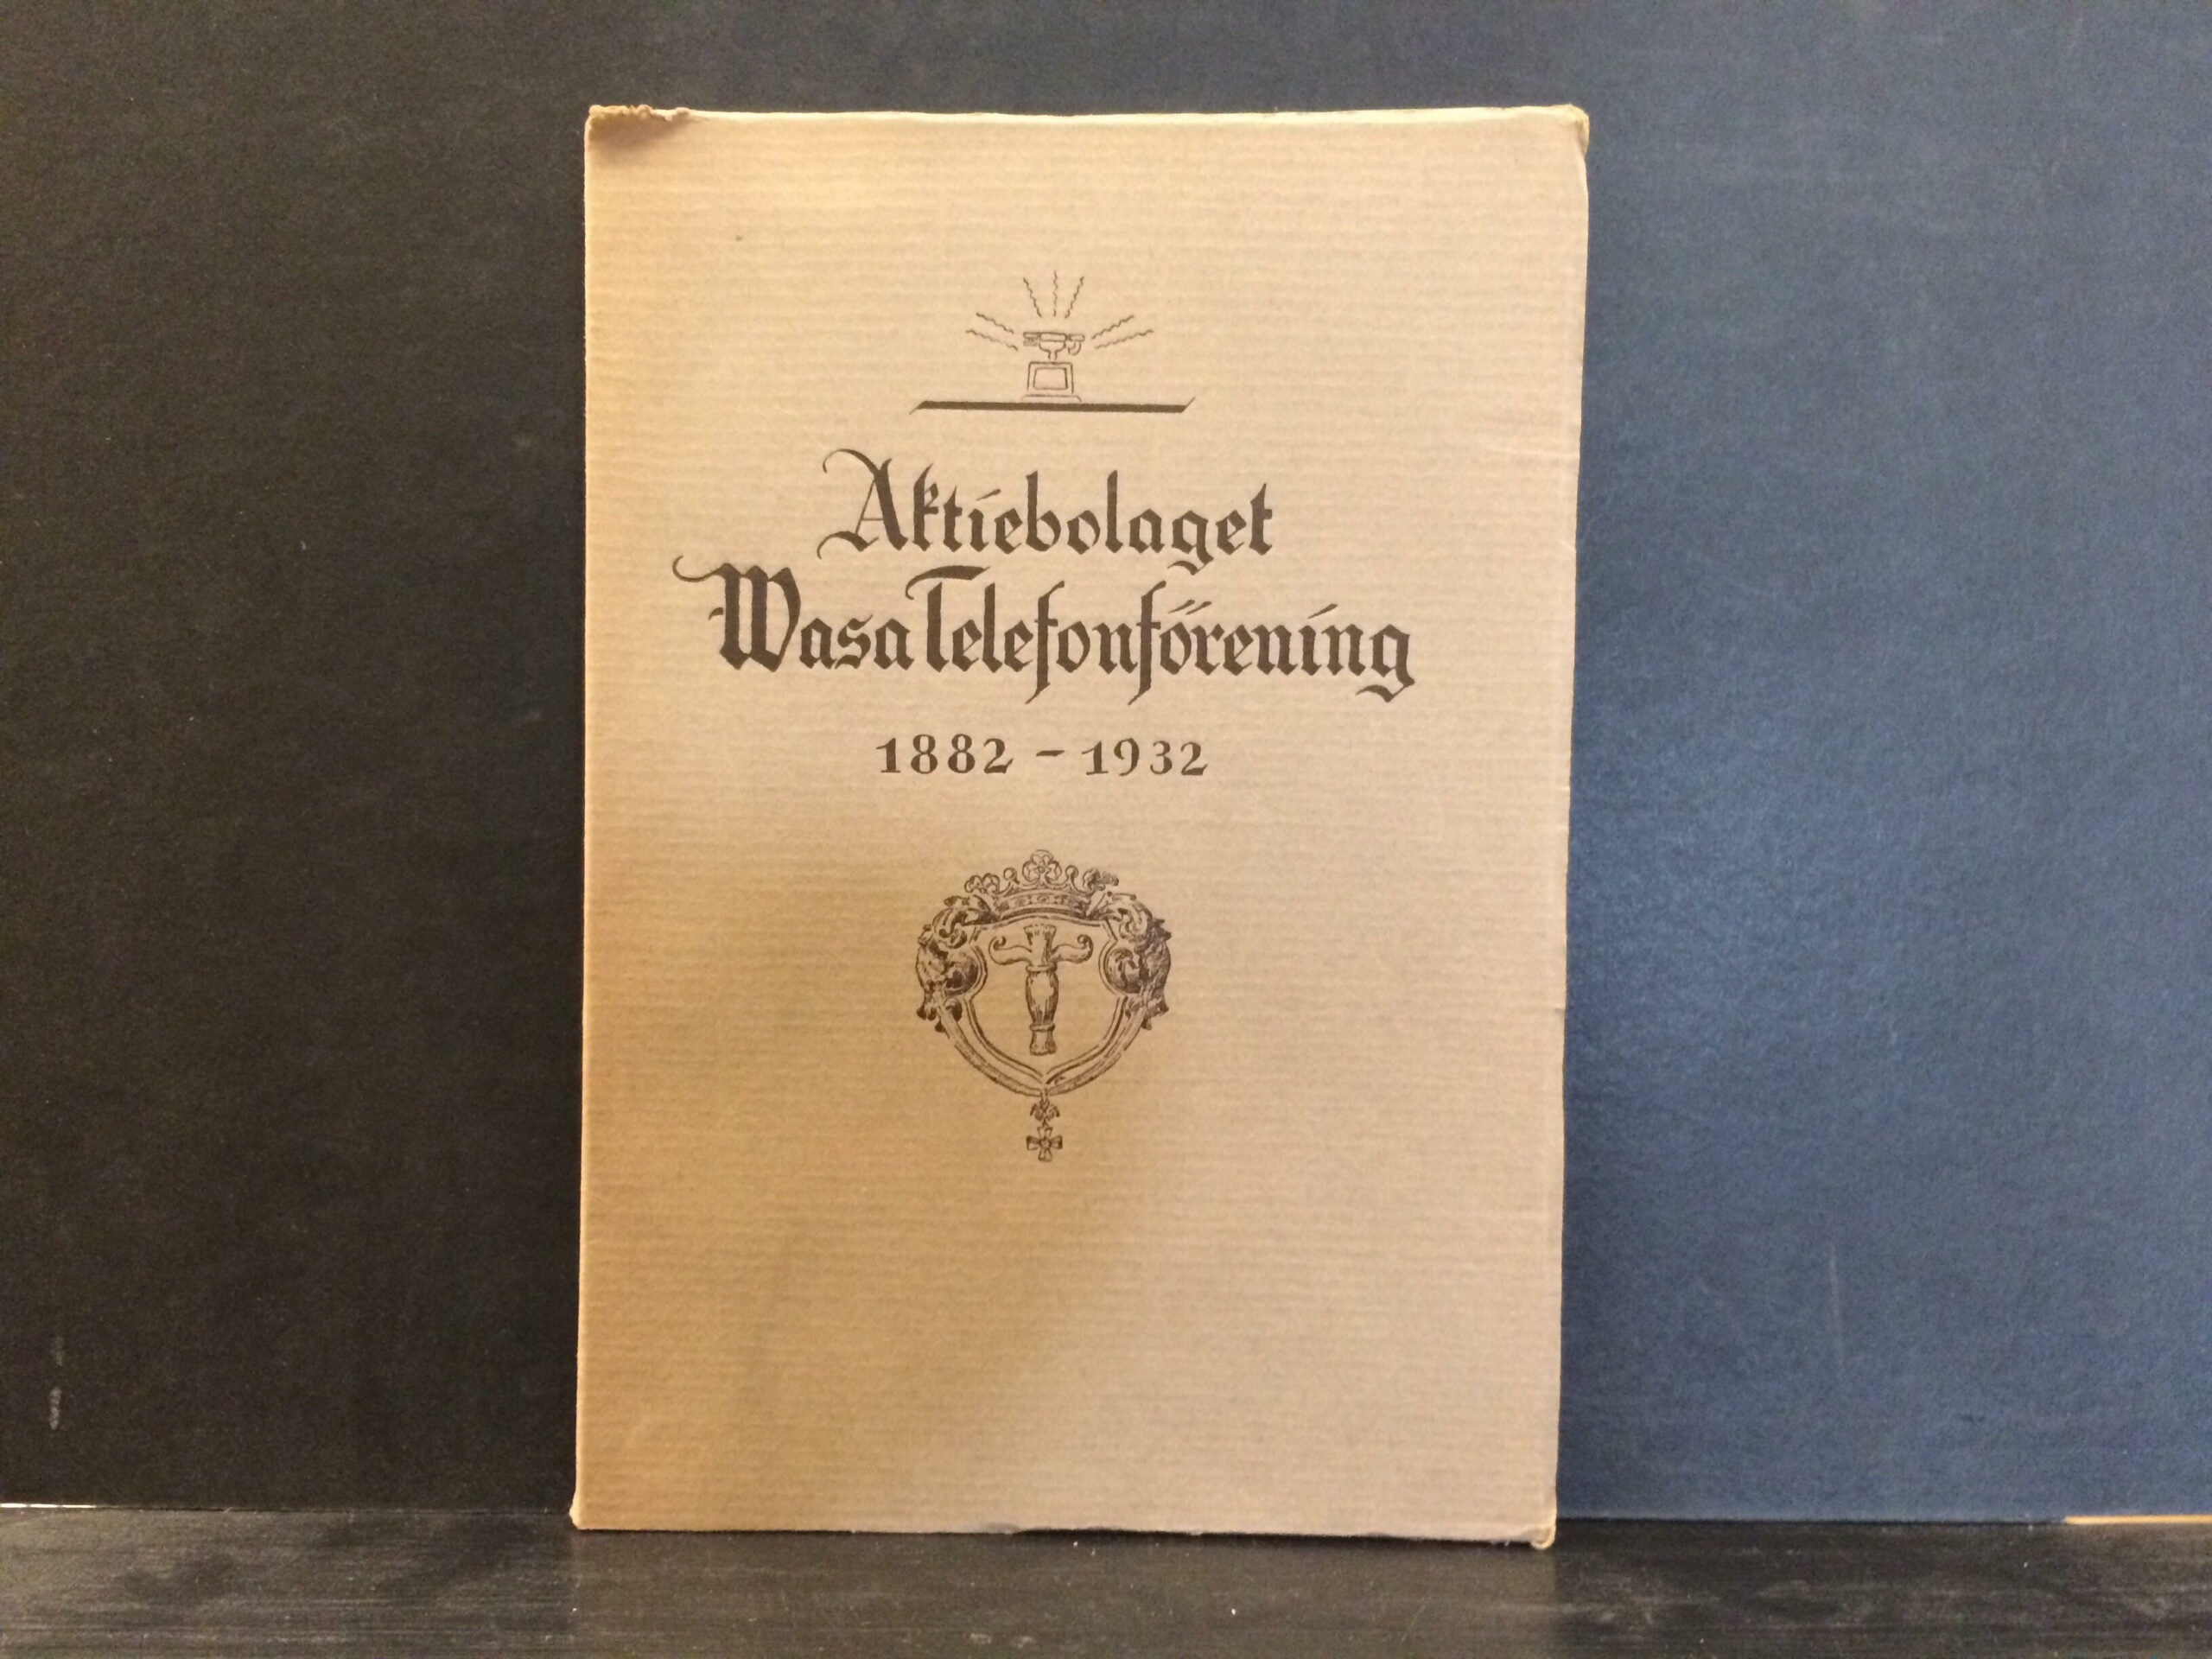 Aktiebolaget
Wasa Telefonförening
1882 - 1932